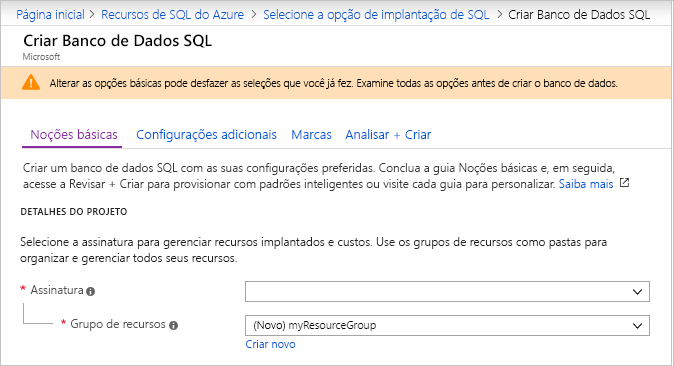 Página inicial > Recursos de SQL do Azure > Selecione a opção de implantação de SQL > Criar Banco de Dados SQL
Criar Banco de Dados SQL
Microsoft
Alterar as opções básicas pode desfazer as seleções que você já fez. Examine todas as opções antes de criar o banco de dados.
Noções básicas Configurações adicionais Marcas Analisar + Criar
Criar um banco de dados SQL com as suas configurações preferidas. Conclua a guia Noções básicas e, em seguida,
acesse a Revisar + Criar para provisionar com padrões inteligentes ou visite cada guia para personalizar. Saiba mais
DETALHES DO PROJETO
Selecione a assinatura para gerenciar recursos implantados e custos. Use os grupos de recursos como pastas para
organizar e gerenciar todos seus recursos.
* Assinatura
* Grupo de recursos (Novo) myResourceGroup
Criar novo